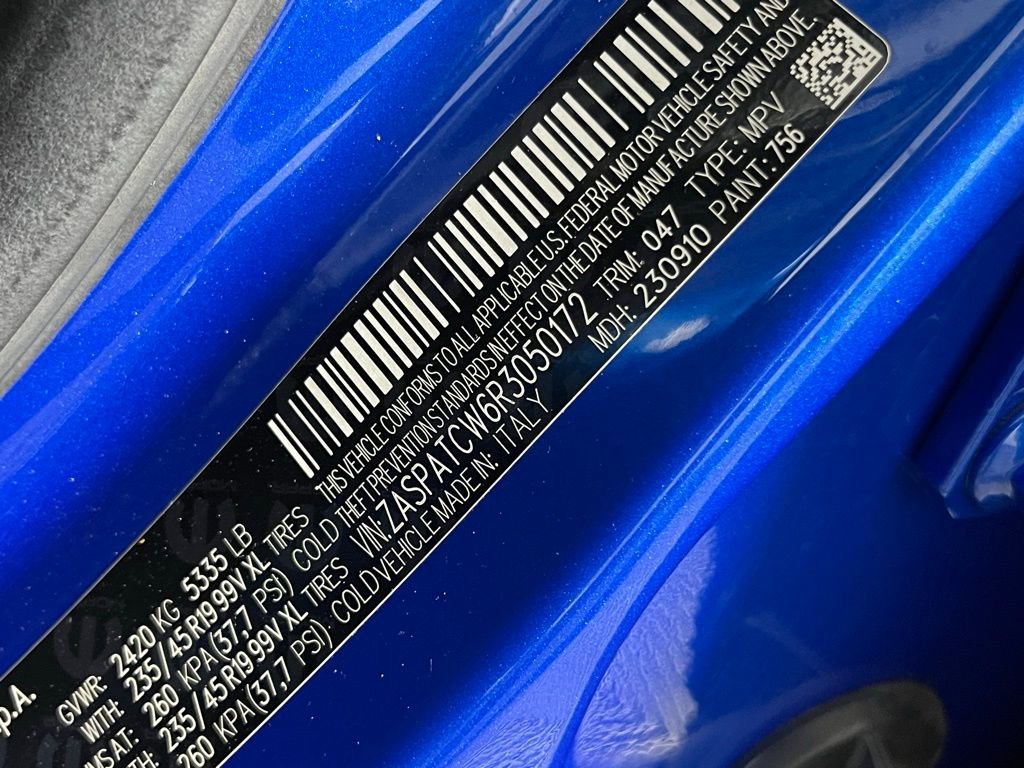 p.A.
GVWR: 2420 KG 5335 LB
WITH: 235/45R19 99V XL TIRES
SAT: 260 KPA(37,7 PSI) COLD
WITH: 235/45R19 99V XL TIRES
260 KPA(37,7 PSI) COLD
THIS VEHICLE CONFORMS TO ALL APPLICABLE U.S. FEDERAL MOTOR VEHICLE SAFETY AND
THEFT PREVENTION STANDARDS IN EFFECT ON THE DATE OF MANUFACTURE SHOWN ABOVE.
VIN: ZASPATCW6R3050172 TRIM: 047 TYPE: MPV
VEHICLE MADE IN: ITALY MDH: 230910 PAINT: 756